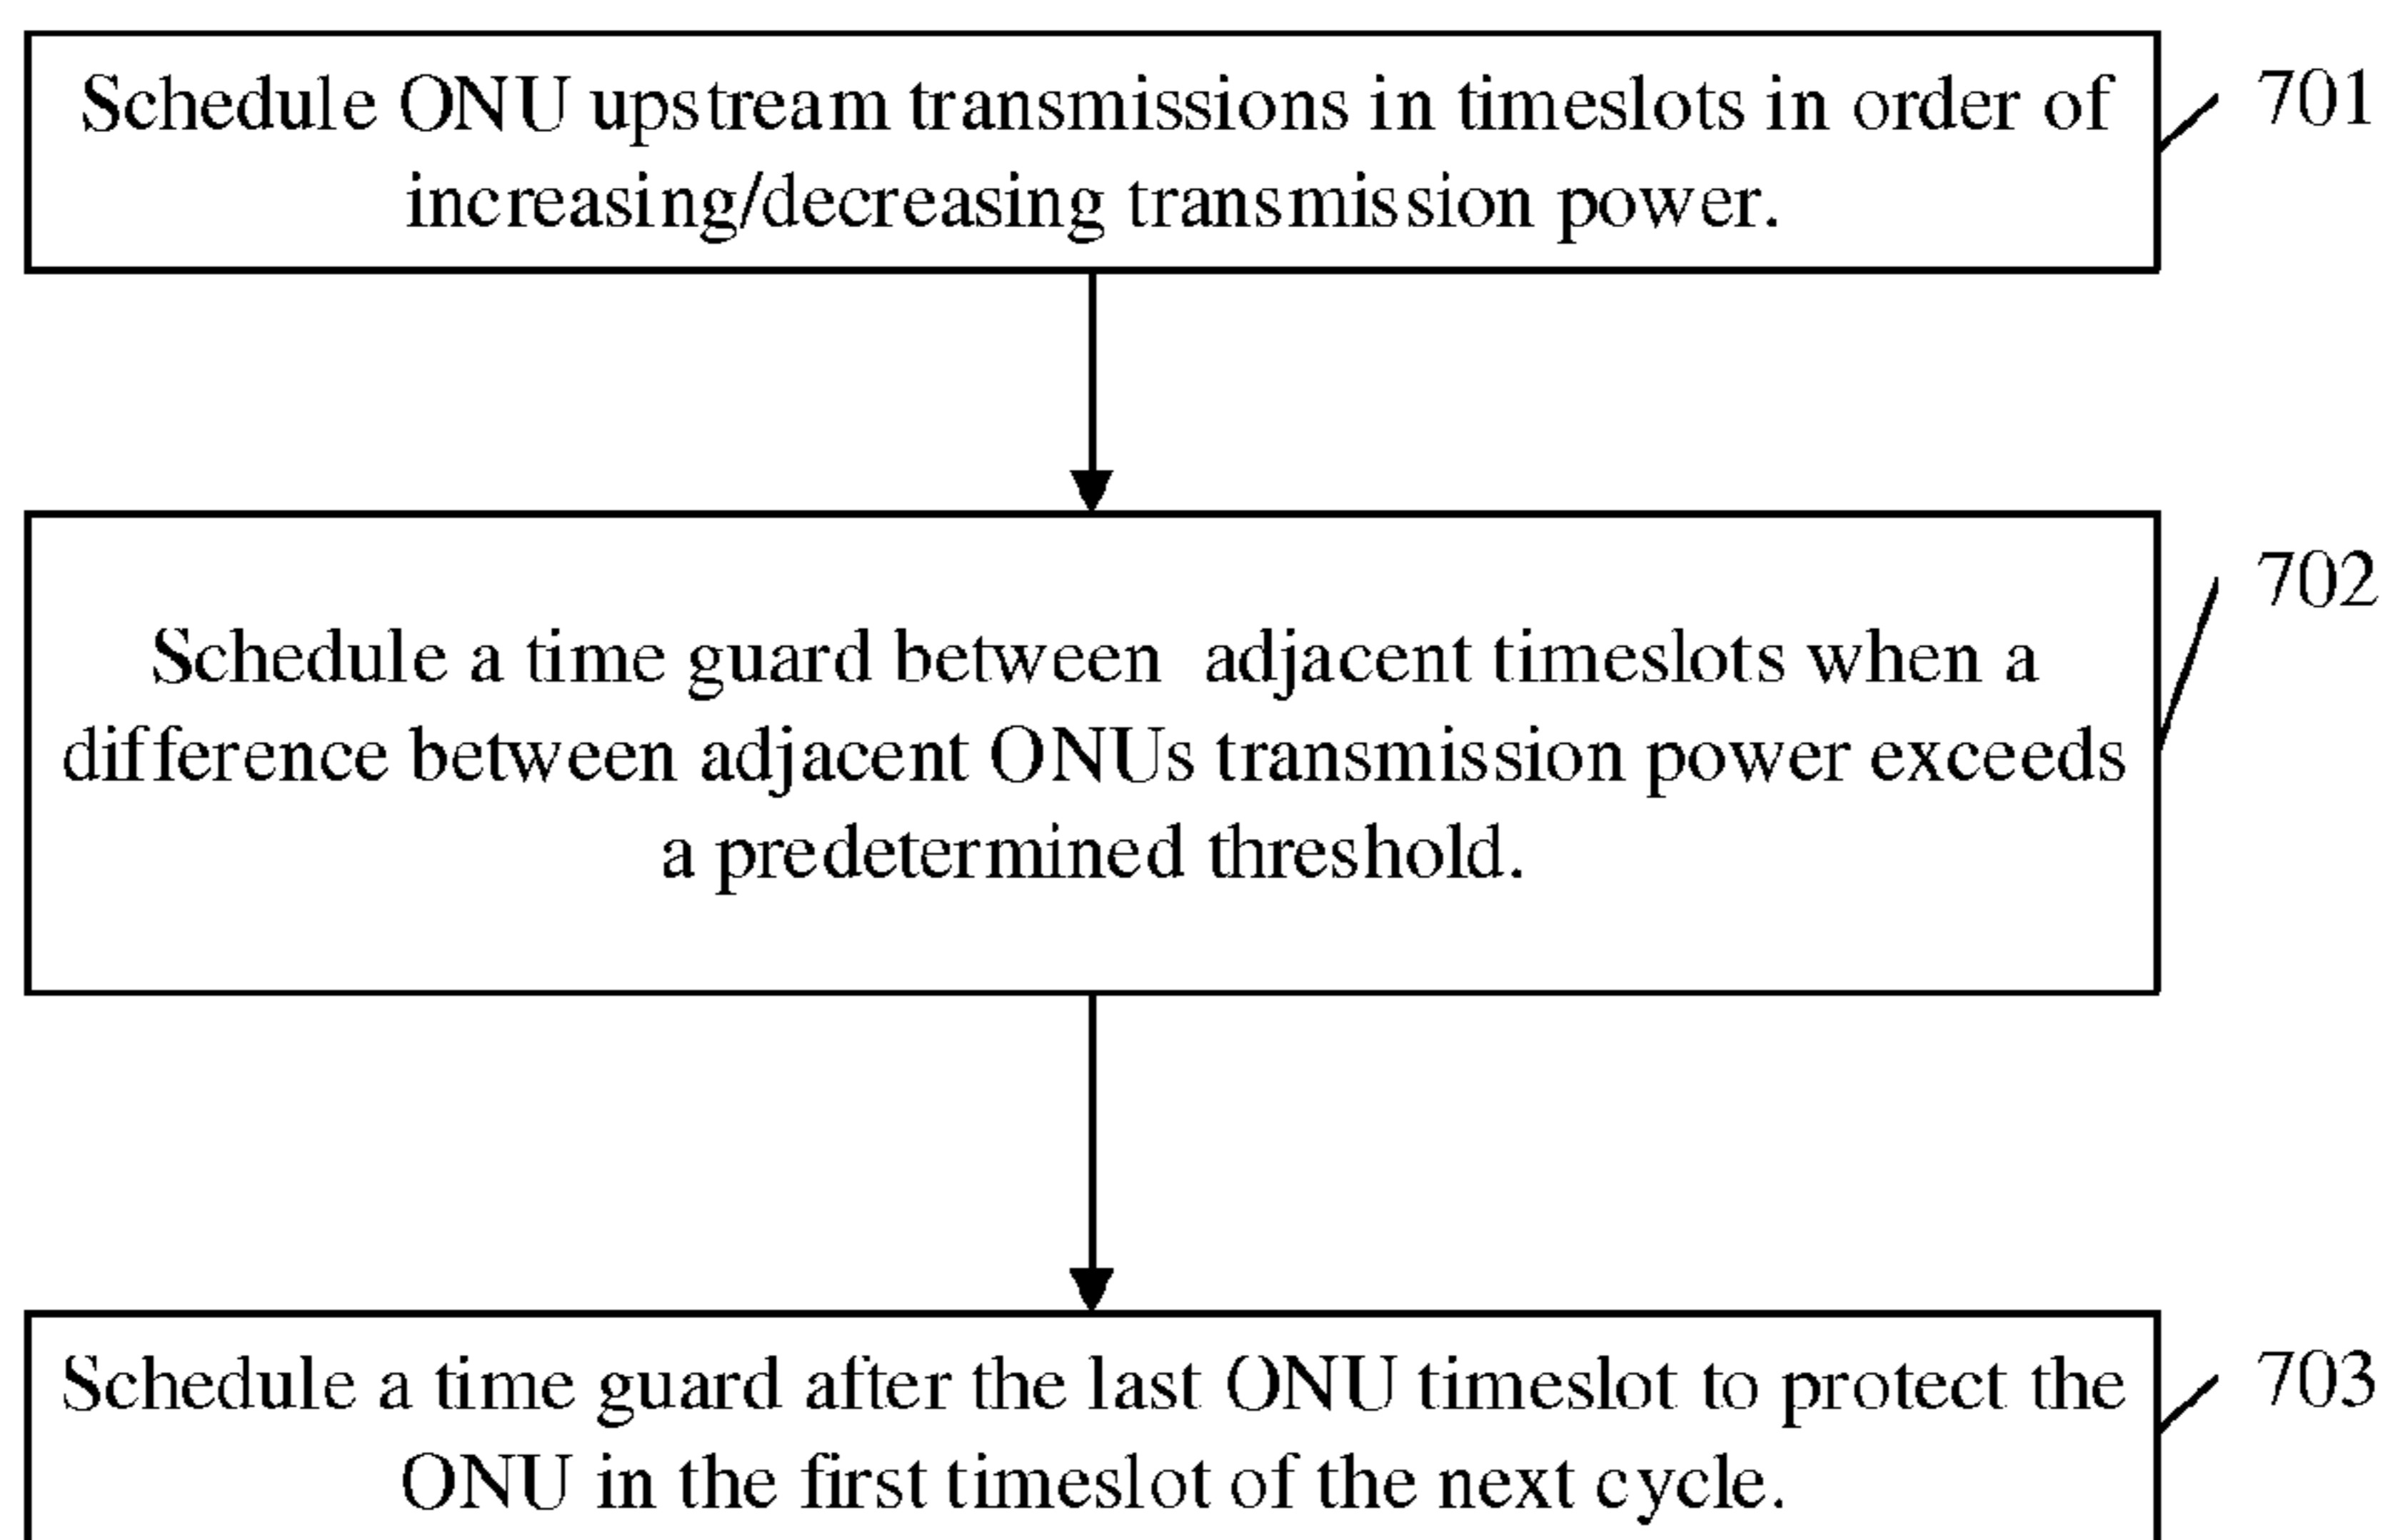 Schedule ONU upstream transmissions in timeslots in order of
increasing/decreasing transmission power.
701
Schedule a time guard between adjacent timeslots when a
difference between adjacent ONUs transmission power exceeds
a predetermined threshold.
702
Schedule a time guard after the last ONU timeslot to protect the
ONU in the first timeslot of the next cycle.
703